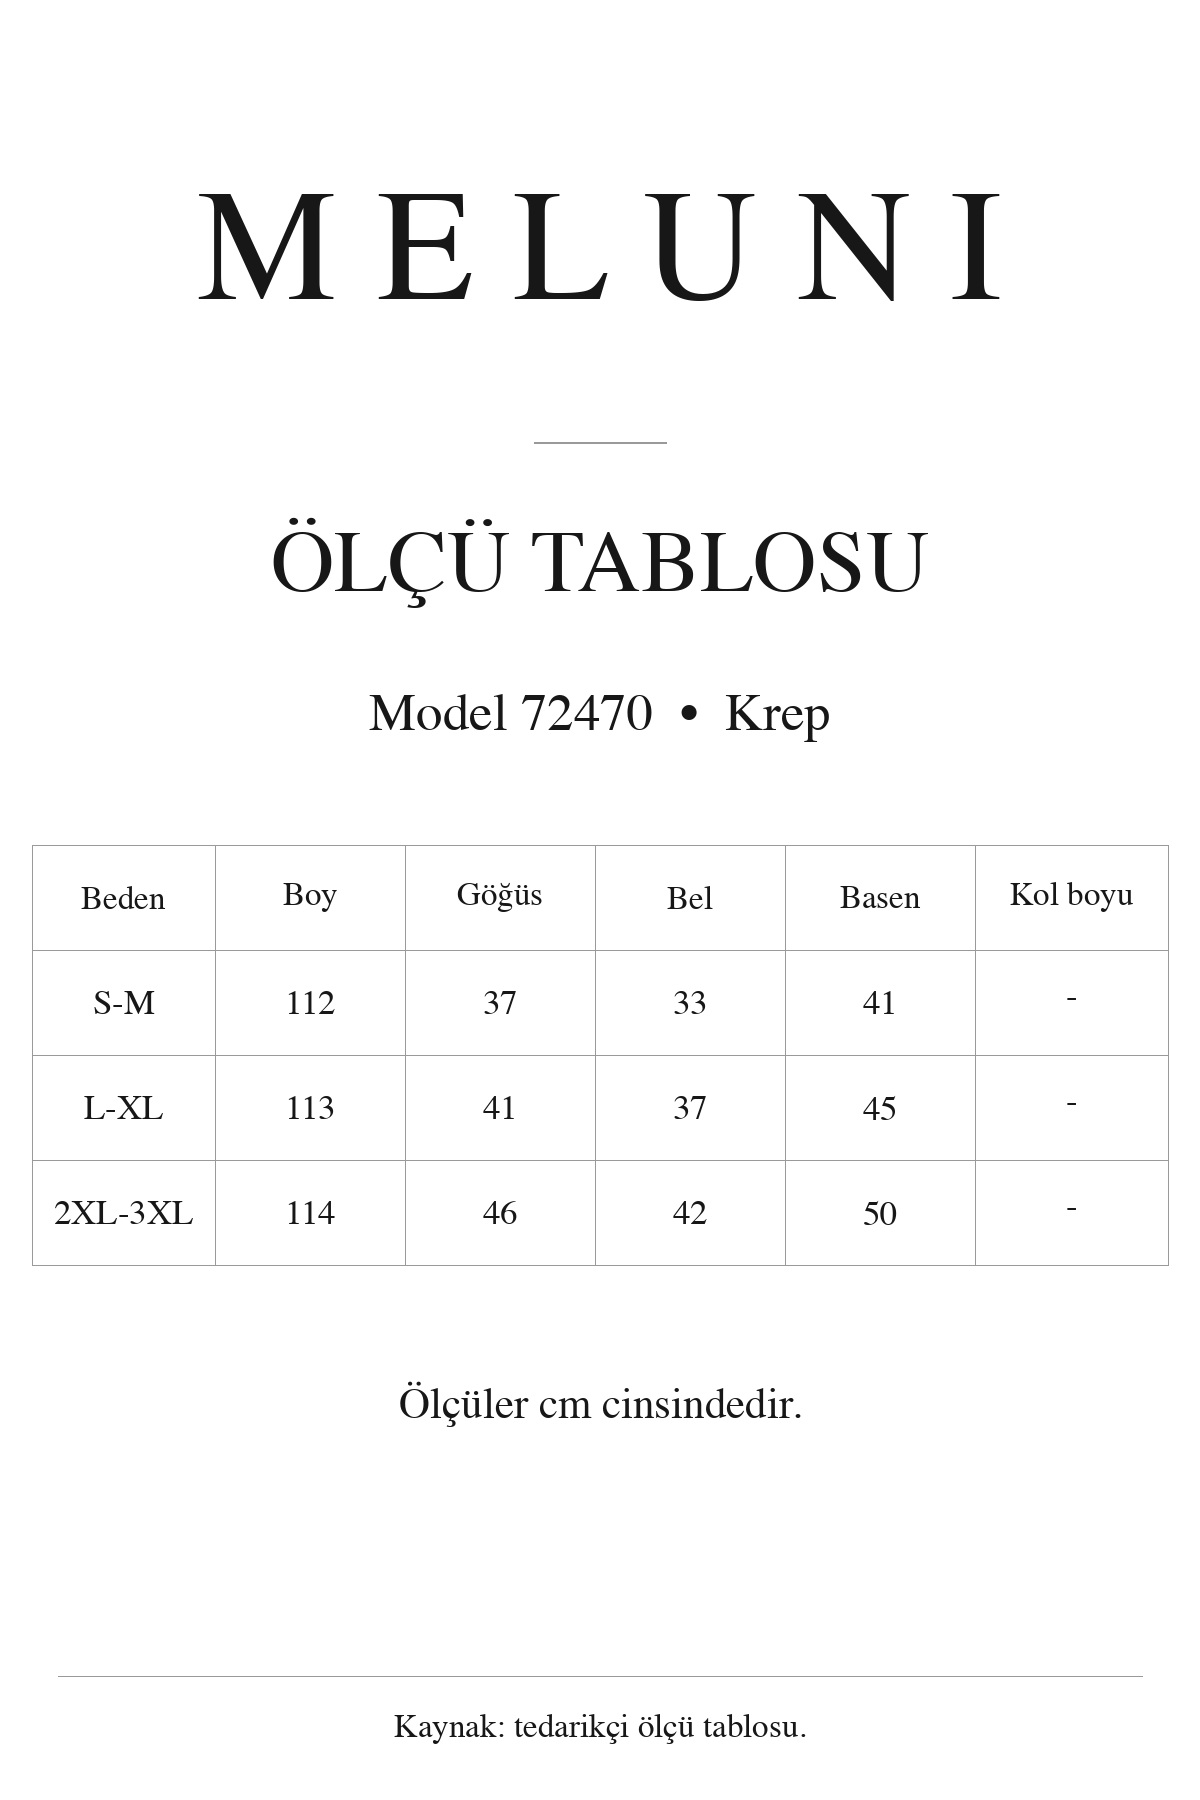 MELUNI
ÖLÇÜ TABLOSU
Model 72470 • Krep
Beden Boy Göğüs Bel Basen Kol boyu
S-M 112 37 33 41 -
L-XL 113 41 37 45 -
2XL-3XL 114 46 42 50 -
Ölçüler cm cinsindedir.
Kaynak: tedarikçi ölçü tablosu.